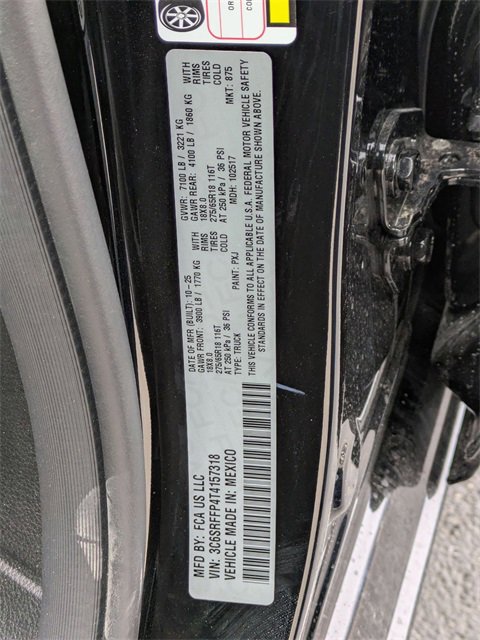 OR
CO
MFD BY: FCA US LLC
VIN: 3C6SRFFP4T4157318
VEHICLE MADE IN: MEXICO
DATE OF MFR (BUILT): 10-25 GVWR: 7100 LB / 3221 KG
GAWR FRONT: 3900 LB / 1770 KG WITH GAWR REAR: 4100 LB / 1860 KG WITH
18X8.0 RIMS 18X8.0 RIMS
275/65R18 116T TIRES 275/65R18 116T TIRES
AT 250 kPa / 36 PSI COLD AT 250 kPa / 36 PSI COLD
TYPE: TRUCK PAINT: PXJ MDH: 102517 MKT: 875
THIS VEHICLE CONFORMS TO ALL APPLICABLE U.S.A. FEDERAL MOTOR VEHICLE SAFETY
STANDARDS IN EFFECT ON THE DATE OF MANUFACTURE SHOWN ABOVE.